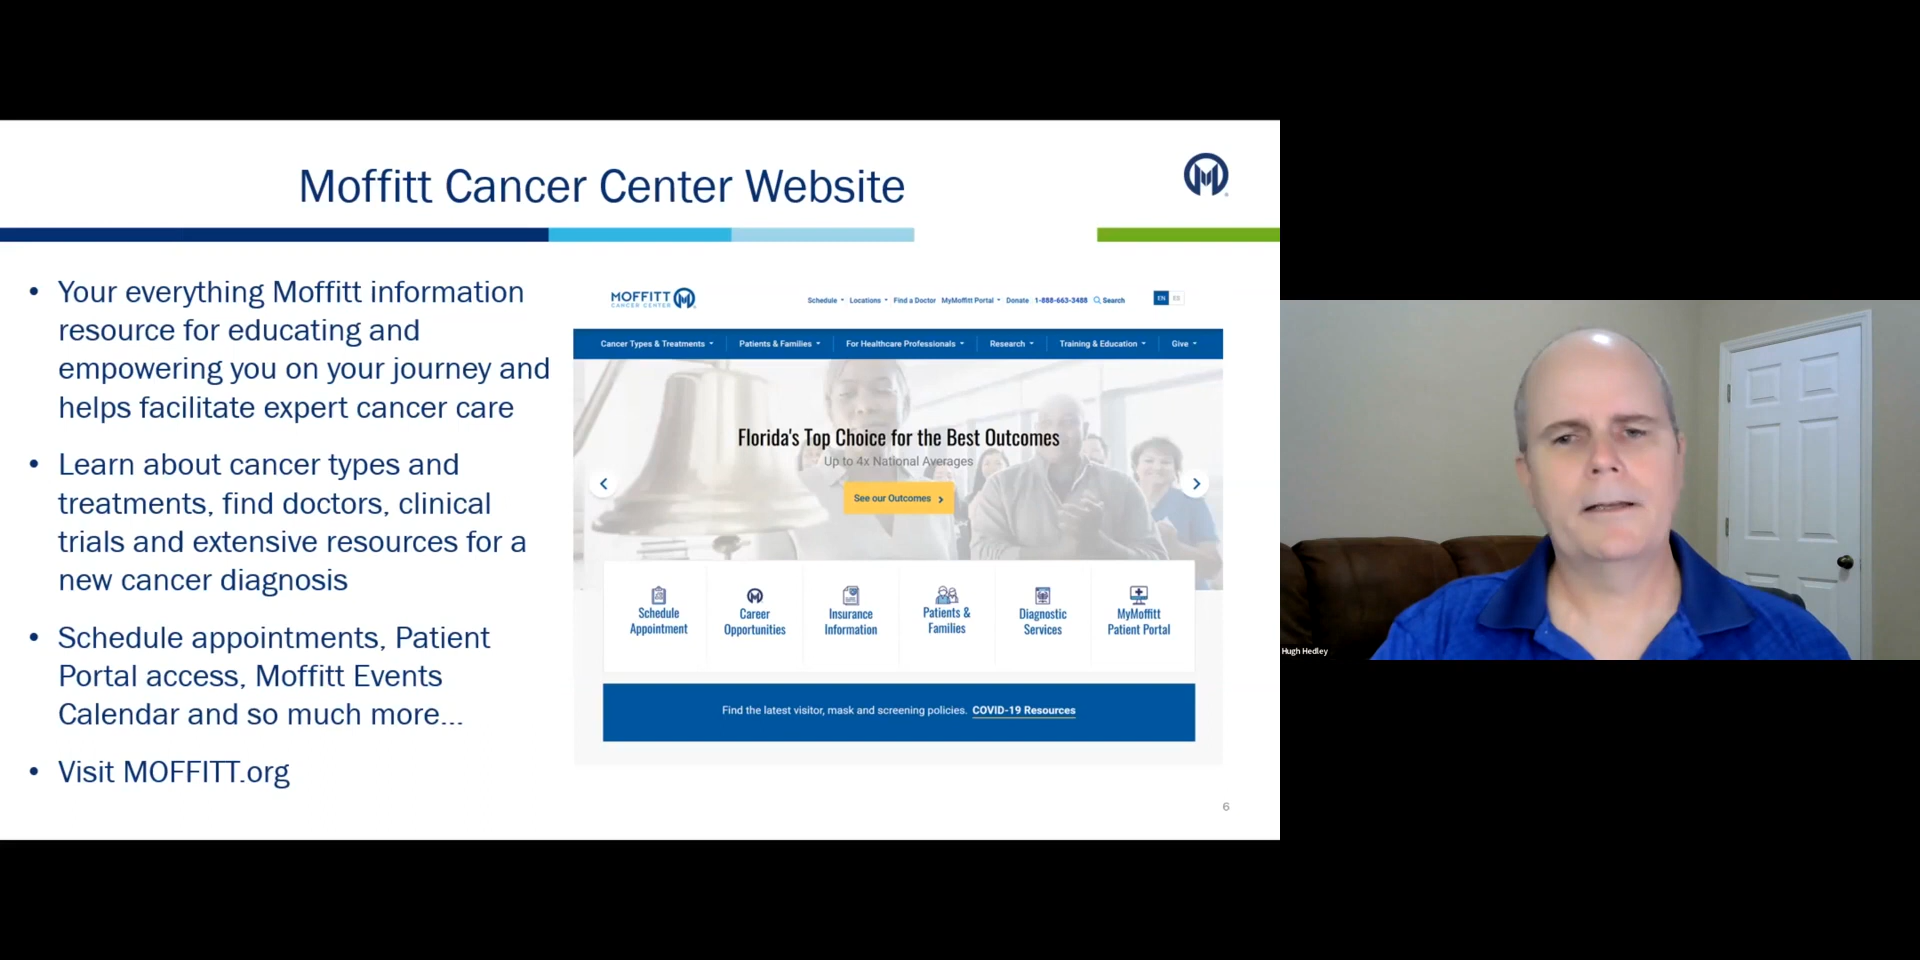 Moffitt Cancer Center Website
• Your everything Moffitt information
resource for educating and
empowering you on your journey and
helps facilitate expert cancer care
• Learn about cancer types and
treatments, find doctors, clinical
trials and extensive resources for a
new cancer diagnosis
• Schedule appointments, Patient
Portal access, Moffitt Events
Calendar and so much more...
• Visit MOFFITT.org
MOFFITT
CANCER CENTER
Schedule Locations Find a Doctor MyMoffitt Portal Donate 1-888-663-3488 Search EN ES
Cancer Types & Treatments Patients & Families For Healthcare Professionals Research Training & Education Give
Florida's Top Choice for the Best Outcomes
Up to 4x National Averages
See our Outcomes
Schedule
Appointment
Career
Opportunities
Insurance
Information
Patients &
Families
Diagnostic
Services
MyMoffitt
Patient Portal
Find the latest visitor, mask and screening policies. COVID-19 Resources
6
Hugh Hedley